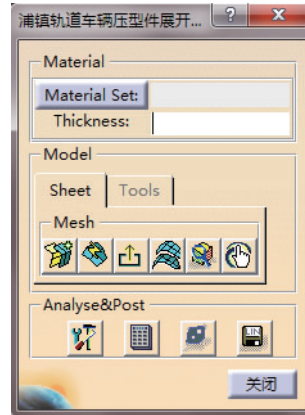 浦镇轨道车辆压型件展开...
Material
Material Set:
Thickness:
Model
Sheet
Tools
Mesh
Analyse&Post
LIN
关闭